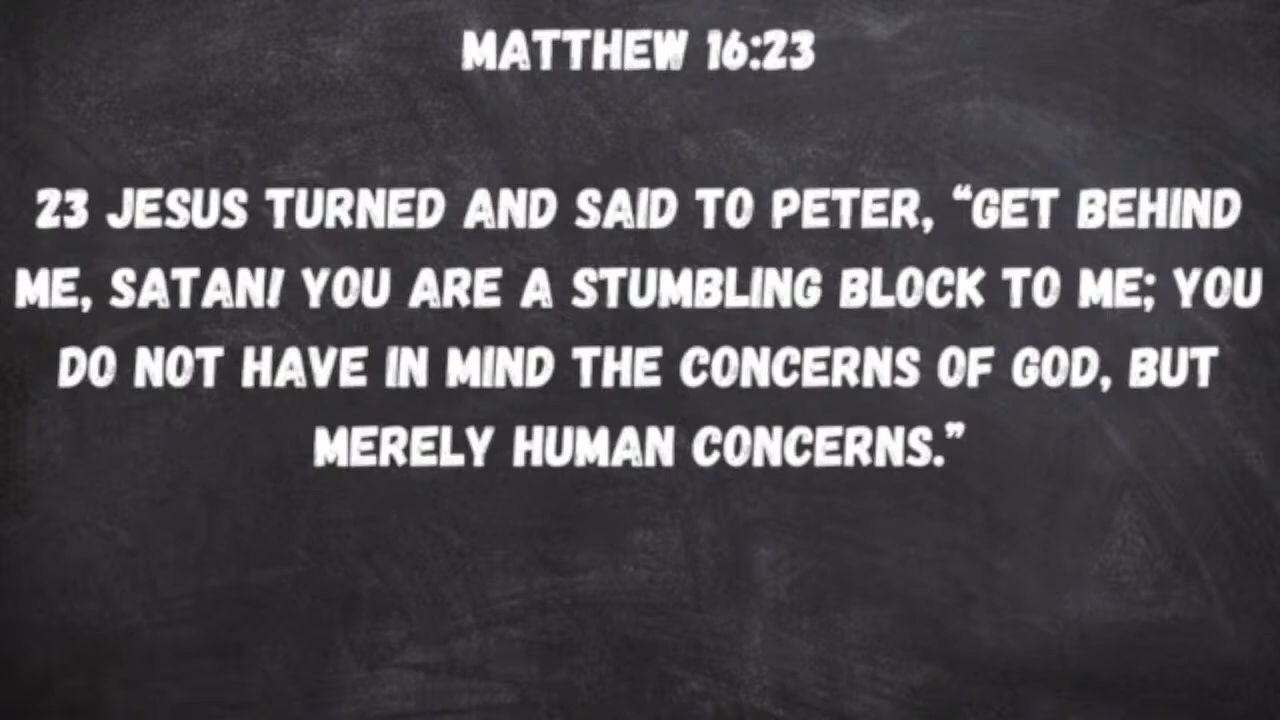 MATTHEW 16:23
23 JESUS TURNED AND SAID TO PETER, “GET BEHIND
ME, SATAN! YOU ARE A STUMBLING BLOCK TO ME; YOU
DO NOT HAVE IN MIND THE CONCERNS OF GOD, BUT
MERELY HUMAN CONCERNS.”